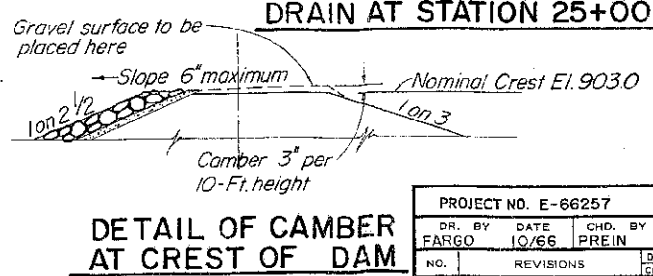 DRAIN AT STATION 25+00
Gravel surface to be
placed here
Slope 6" maximum
Nominal Crest El. 903.0
1 on 2 1/2
1 on 3
Camber 3" per
10-Ft. height
DETAIL OF CAMBER
AT CREST OF DAM
PROJECT NO. E-66257
DR. BY DATE CHD. BY
FARGO 10/66 PREIN
NO. REVISIONS